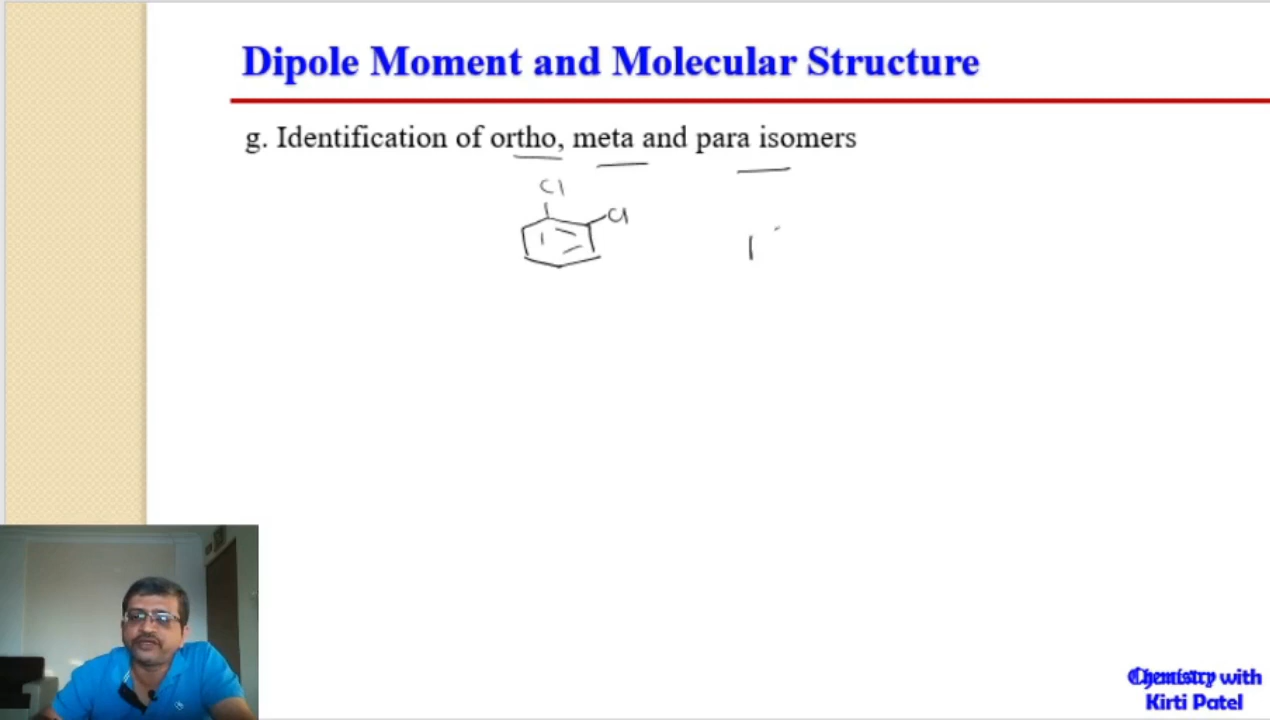 Dipole Moment and Molecular Structure
g. Identification of ortho, meta and para isomers
Cl
Cl
Chemistry with
Kirti Patel